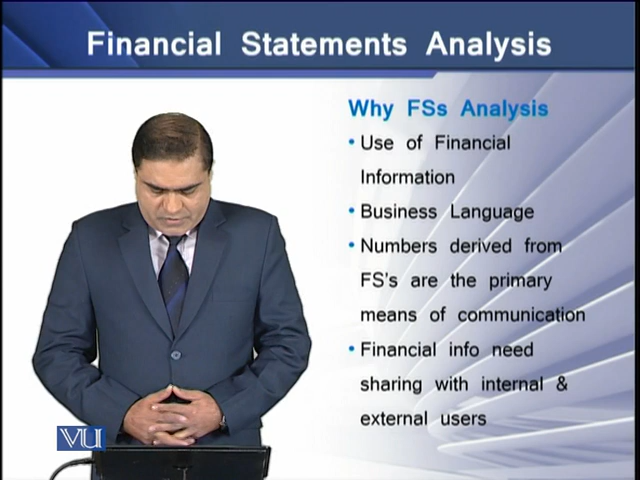 Financial Statements Analysis
Why FSs Analysis
• Use of Financial
Information
• Business Language
• Numbers derived from
FS's are the primary
means of communication
• Financial info need
sharing with internal &
external users
VU